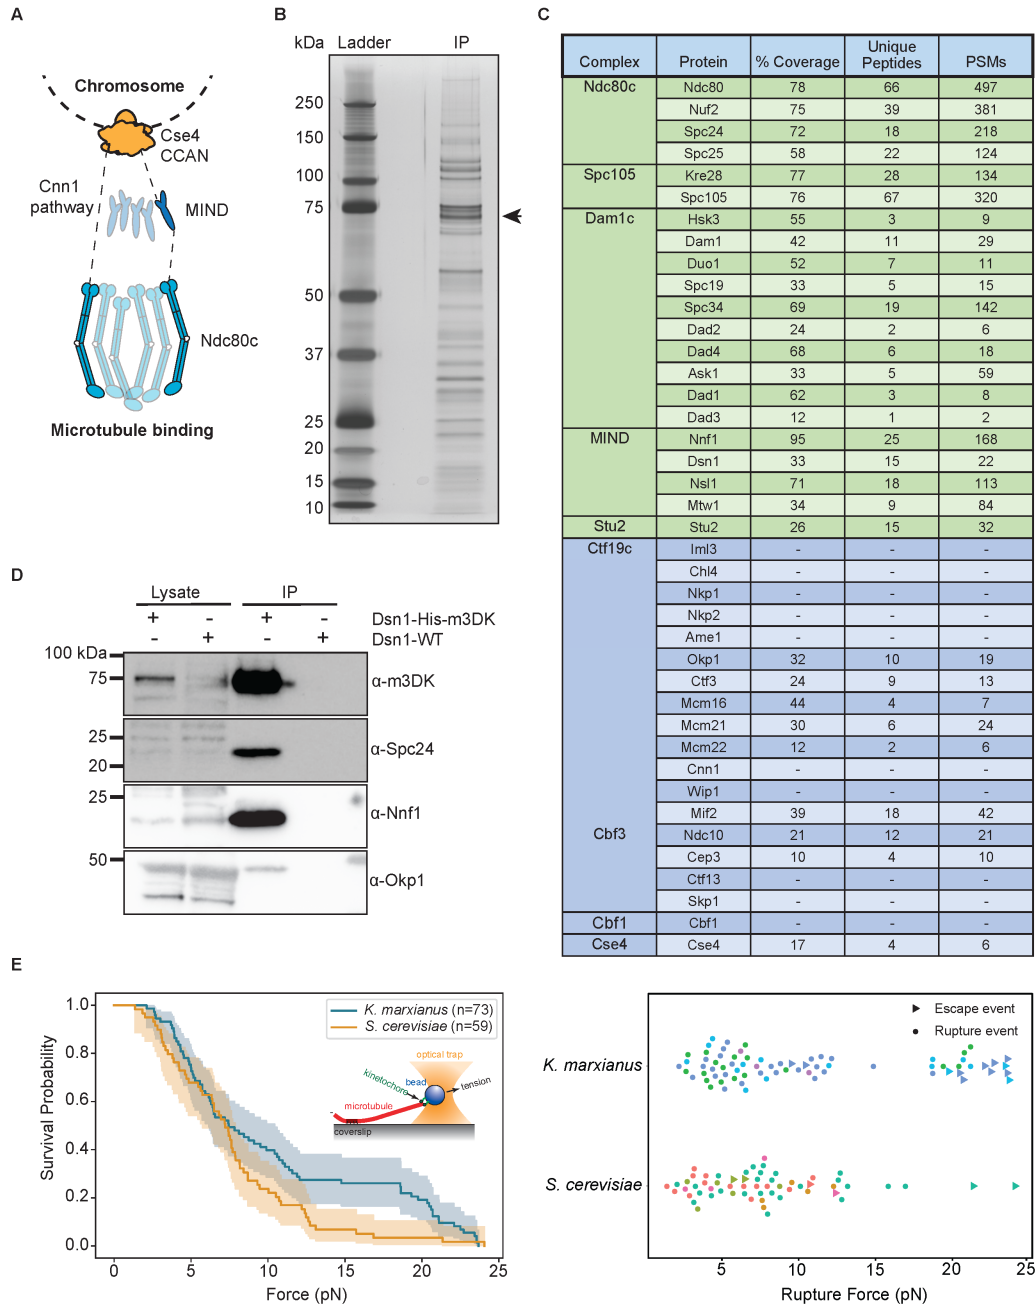 A
Chromosome
Cse4
CCAN
Cnn1
pathway
MIND
Ndc80c
Microtubule binding
B
kDa Ladder IP
250
150
100
75
50
37
25
20
15
10
C
Complex Protein % Coverage Unique Peptides PSMs
Ndc80c Ndc80 78 66 497
Nuf2 75 39 381
Spc24 72 18 218
Spc25 58 22 124
Spc105 Kre28 77 28 134
Spc105 76 67 320
Dam1c Hsk3 55 3 9
Dam1 42 11 29
Duo1 52 7 11
Spc19 33 5 15
Spc34 69 19 142
Dad2 24 2 6
Dad4 68 6 18
Ask1 33 5 59
Dad1 62 3 8
Dad3 12 1 2
MIND Nnf1 95 25 168
Dsn1 33 15 22
Nsl1 71 18 113
Mtw1 34 9 84
Stu2 Stu2 26 15 32
Ctf19c Iml3 - - -
Chl4 - - -
Nkp1 - - -
Nkp2 - - -
Ame1 - - -
Okp1 32 10 19
Ctf3 24 9 13
Mcm16 44 4 7
Mcm21 30 6 24
Mcm22 12 2 6
Cnn1 - - -
Wip1 - - -
Mif2 39 18 42
Cbf3 Ndc10 21 12 21
Cep3 10 4 10
Ctf13 - - -
Skp1 - - -
Cbf1 Cbf1 - - -
Cse4 Cse4 17 4 6
D
Lysate IP
+ - + - Dsn1-His-m3DK
- + - + Dsn1-WT
100 kDa
75
α-m3DK
25
20
α-Spc24
25
α-Nnf1
50
α-Okp1
E
Survival Probability
1.0
0.8
0.6
0.4
0.2
0.0
0 5 10 15 20 25
Force (pN)
K. marxianus (n=73)
S. cerevisiae (n=59)
optical trap
kinetochore
bead
tension
microtubule
-
coverslip
Escape event
Rupture event
K. marxianus
S. cerevisiae
5 10 15 20 25
Rupture Force (pN)